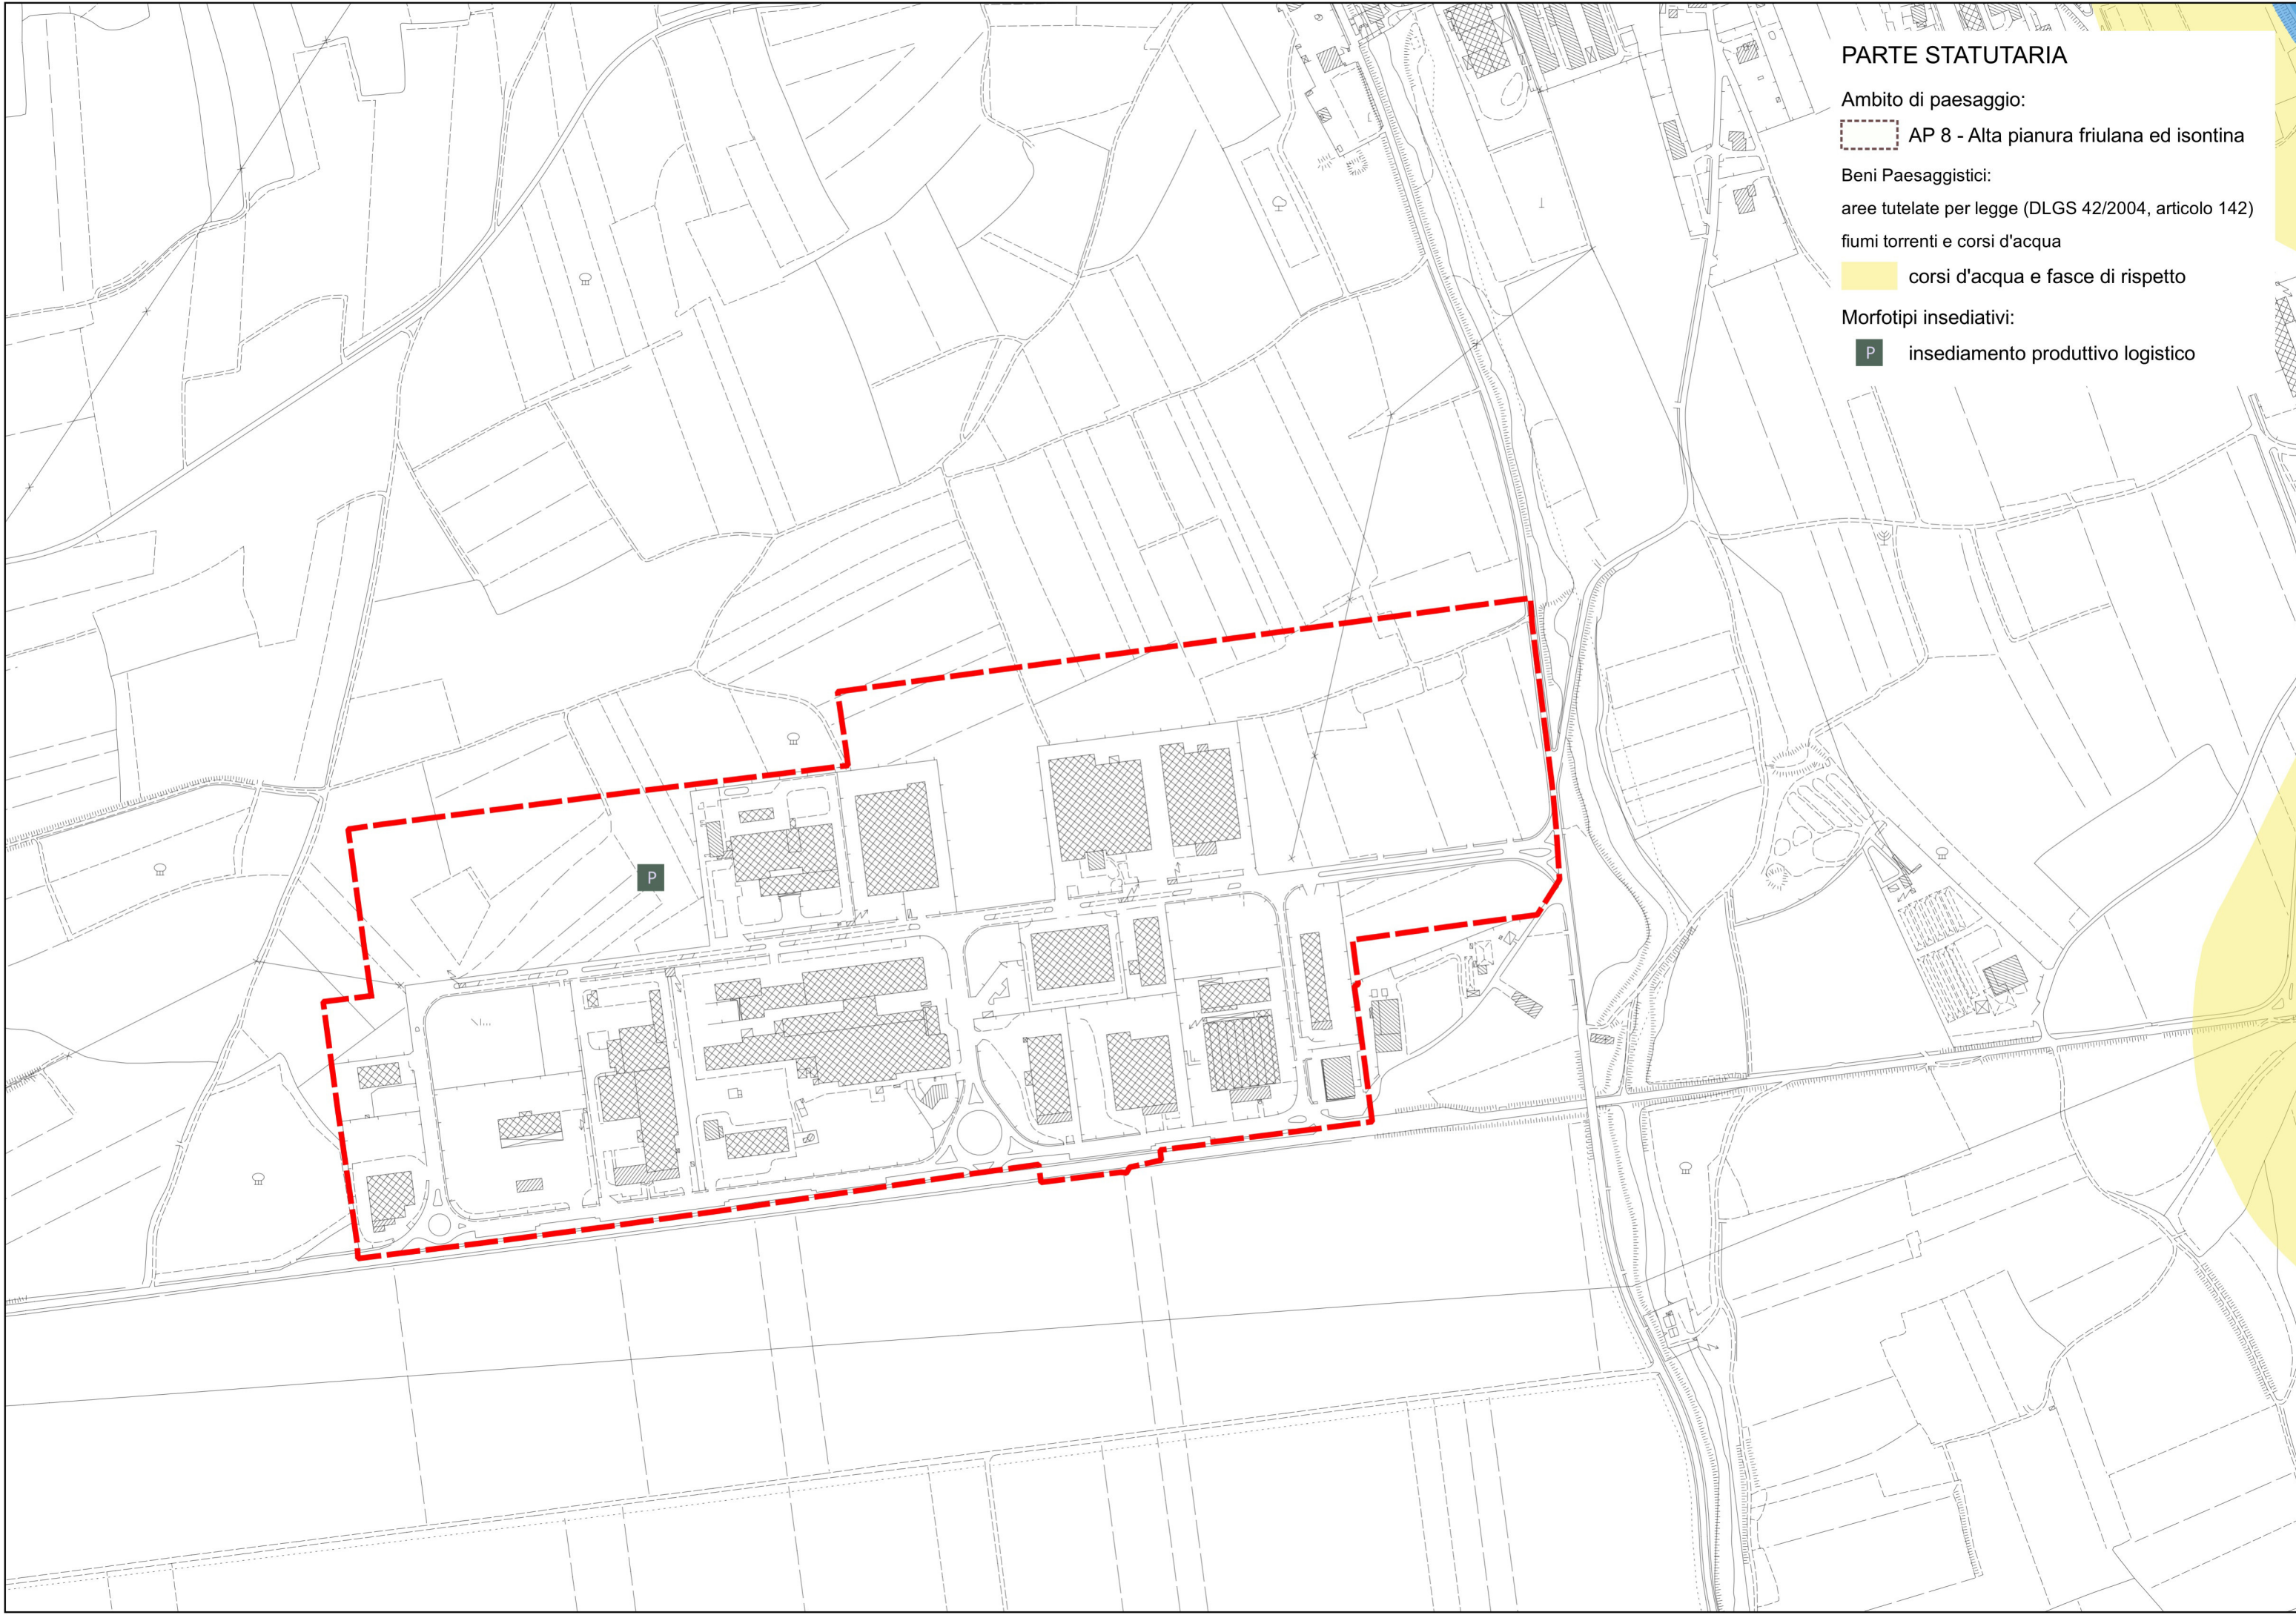 PARTE STATUTARIA
Ambito di paesaggio:
AP 8 - Alta pianura friulana ed isontina
Beni Paesaggistici:
aree tutelate per legge (DLGS 42/2004, articolo 142)
fiumi torrenti e corsi d'acqua
corsi d'acqua e fasce di rispetto
Morfotipi insediativi:
P insediamento produttivo logistico
P